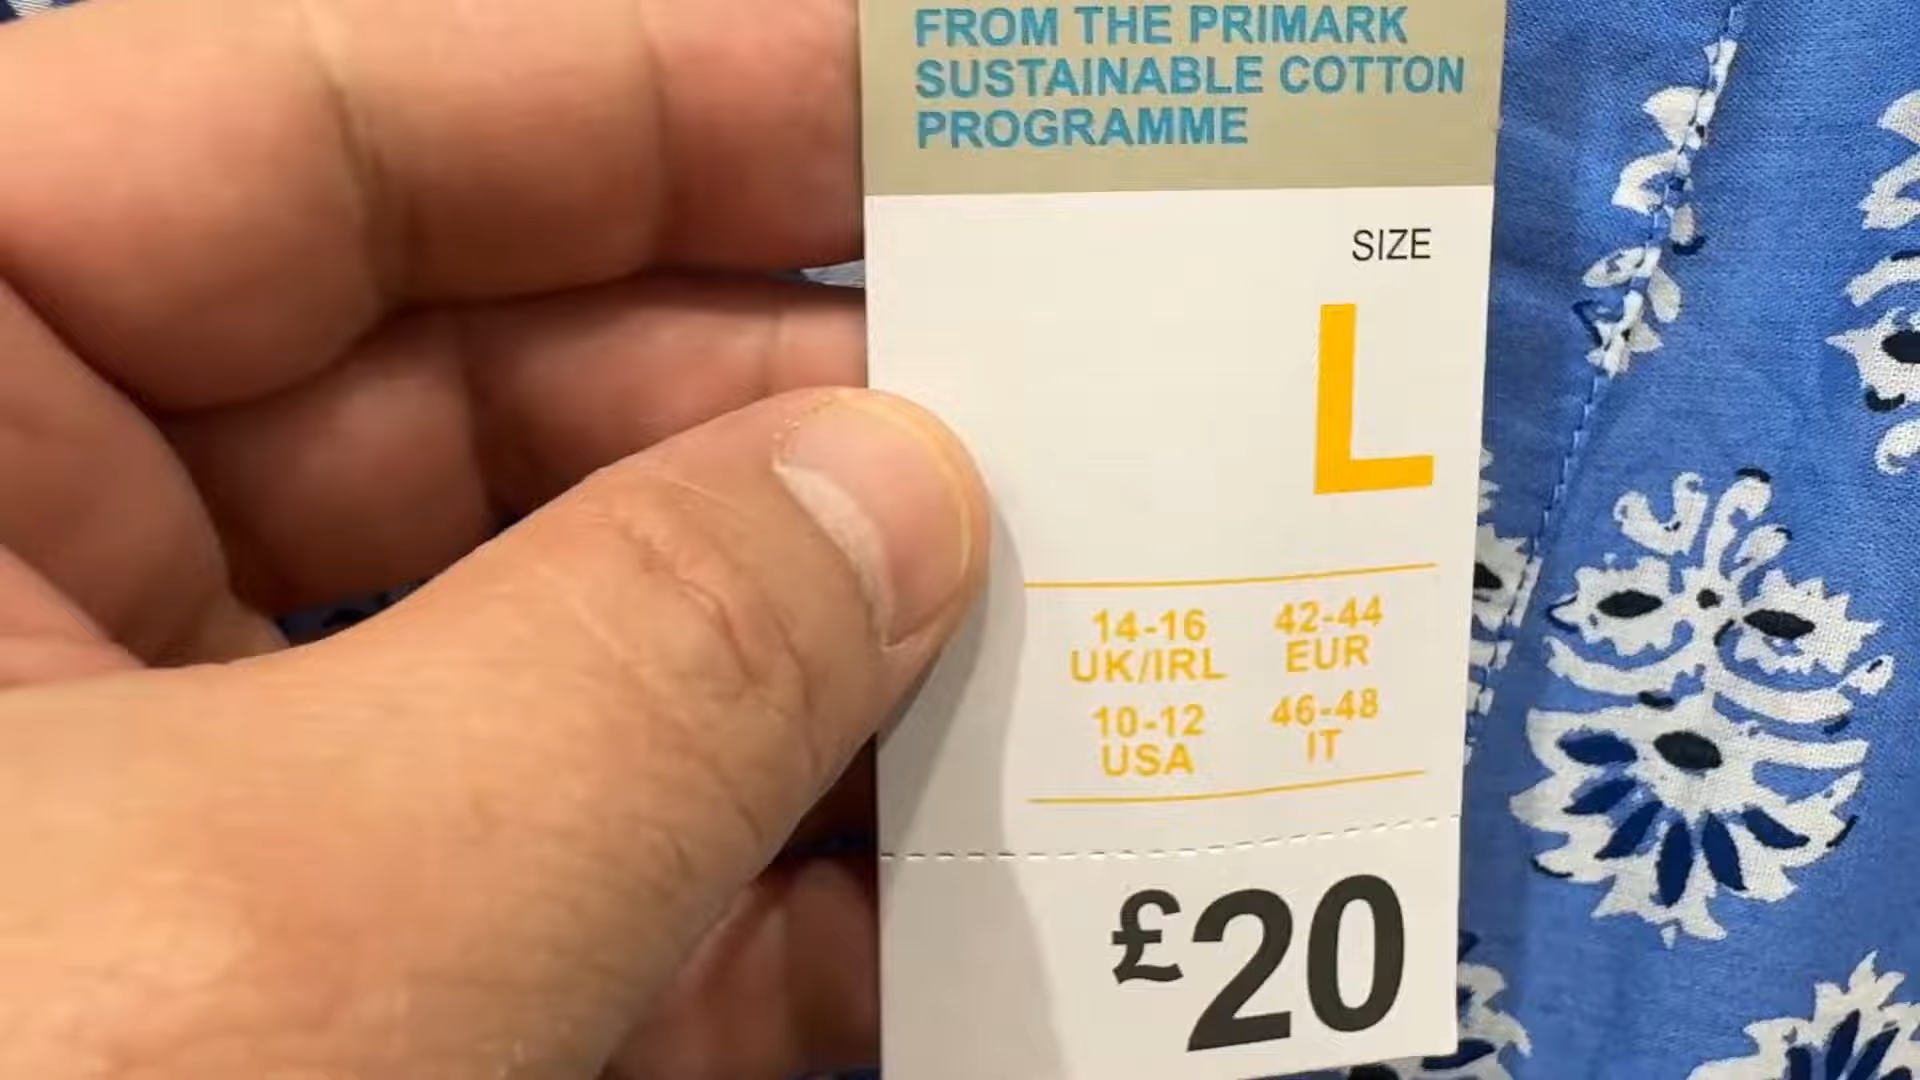 FROM THE PRIMARK
SUSTAINABLE COTTON
PROGRAMME
SIZE
L
14-16 42-44
UK/IRL EUR
10-12 46-48
USA IT
£20